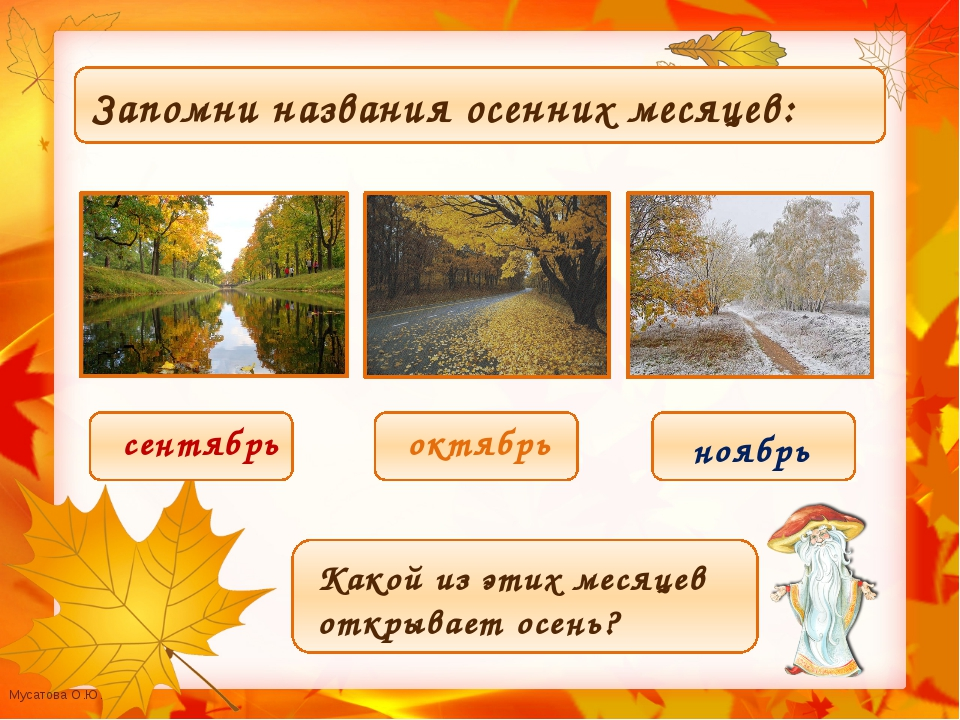 Запомни названия осенних месяцев:
сентябрь
октябрь
ноябрь
Какой из этих месяцев
открывает осень?
Мусатова О.Ю.